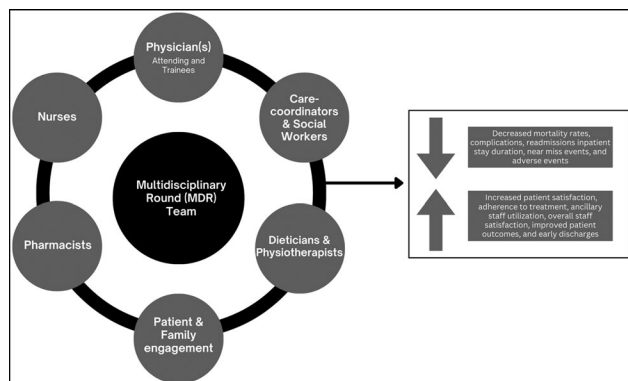 Physician(s)
Attending and
Trainees
Care-
coordinators
& Social
Workers
Nurses
Multidisciplinary
Round (MDR)
Team
Pharmacists
Dieticians &
Physiotherapists
Patient &
Family
engagement
Decreased mortality rates,
complications, readmissions inpatient
stay duration, near miss events, and
adverse events
Increased patient satisfaction,
adherence to treatment, ancillary
staff utilization, overall staff
satisfaction, improved patient
outcomes, and early discharges